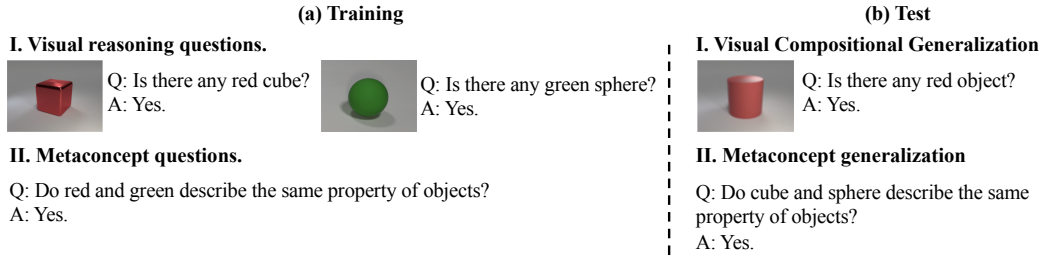 (a) Training
I. Visual reasoning questions.
Q: Is there any red cube?
A: Yes.
Q: Is there any green sphere?
A: Yes.
II. Metaconcept questions.
Q: Do red and green describe the same property of objects?
A: Yes.
(b) Test
I. Visual Compositional Generalization
Q: Is there any red object?
A: Yes.
II. Metaconcept generalization
Q: Do cube and sphere describe the same
property of objects?
A: Yes.